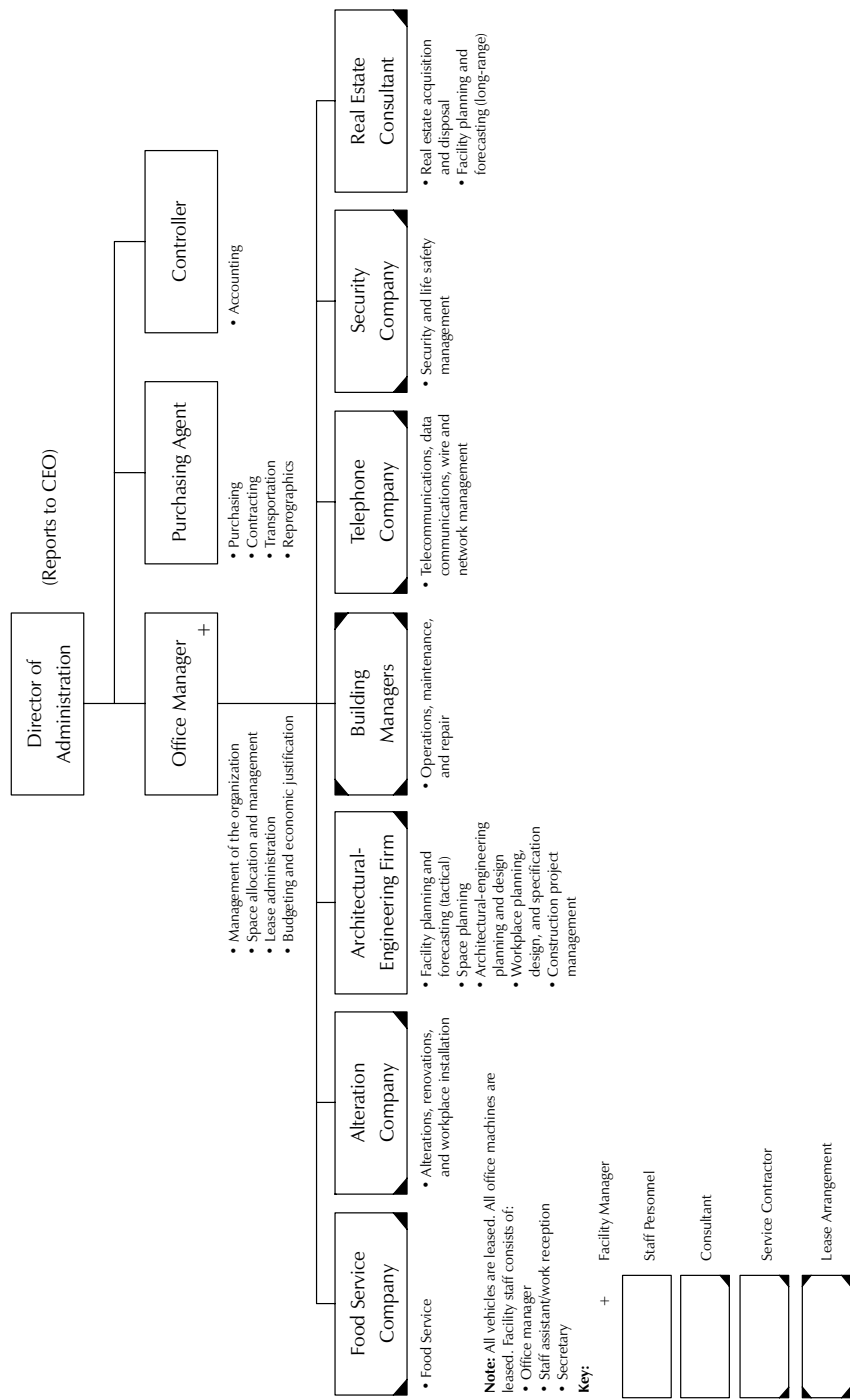 Director of
Administration
(Reports to CEO)
Office Manager
+
• Management of the organization
• Space allocation and management
• Lease administration
• Budgeting and economic justification
Purchasing Agent
• Purchasing
• Contracting
• Transportation
• Reprographics
Controller
• Accounting
Food Service
Company
• Food Service
Alteration
Company
• Alterations, renovations,
and workplace installation
Architectural-
Engineering Firm
• Facility planning and
forecasting (tactical)
• Space planning
• Architectural-engineering
planning and design
• Workplace planning,
design, and specification
• Construction project
management
Building
Managers
• Operations, maintenance,
and repair
Telephone
Company
• Telecommunications, data
communications, wire and
network management
Security
Company
• Security and life safety
management
Real Estate
Consultant
• Real estate acquisition
and disposal
• Facility planning and
forecasting (long-range)
Note: All vehicles are leased. All office machines are
leased. Facility staff consists of:
• Office manager
• Staff assistant/work reception
• Secretary
Key:
+ Facility Manager
Staff Personnel
Consultant
Service Contractor
Lease Arrangement